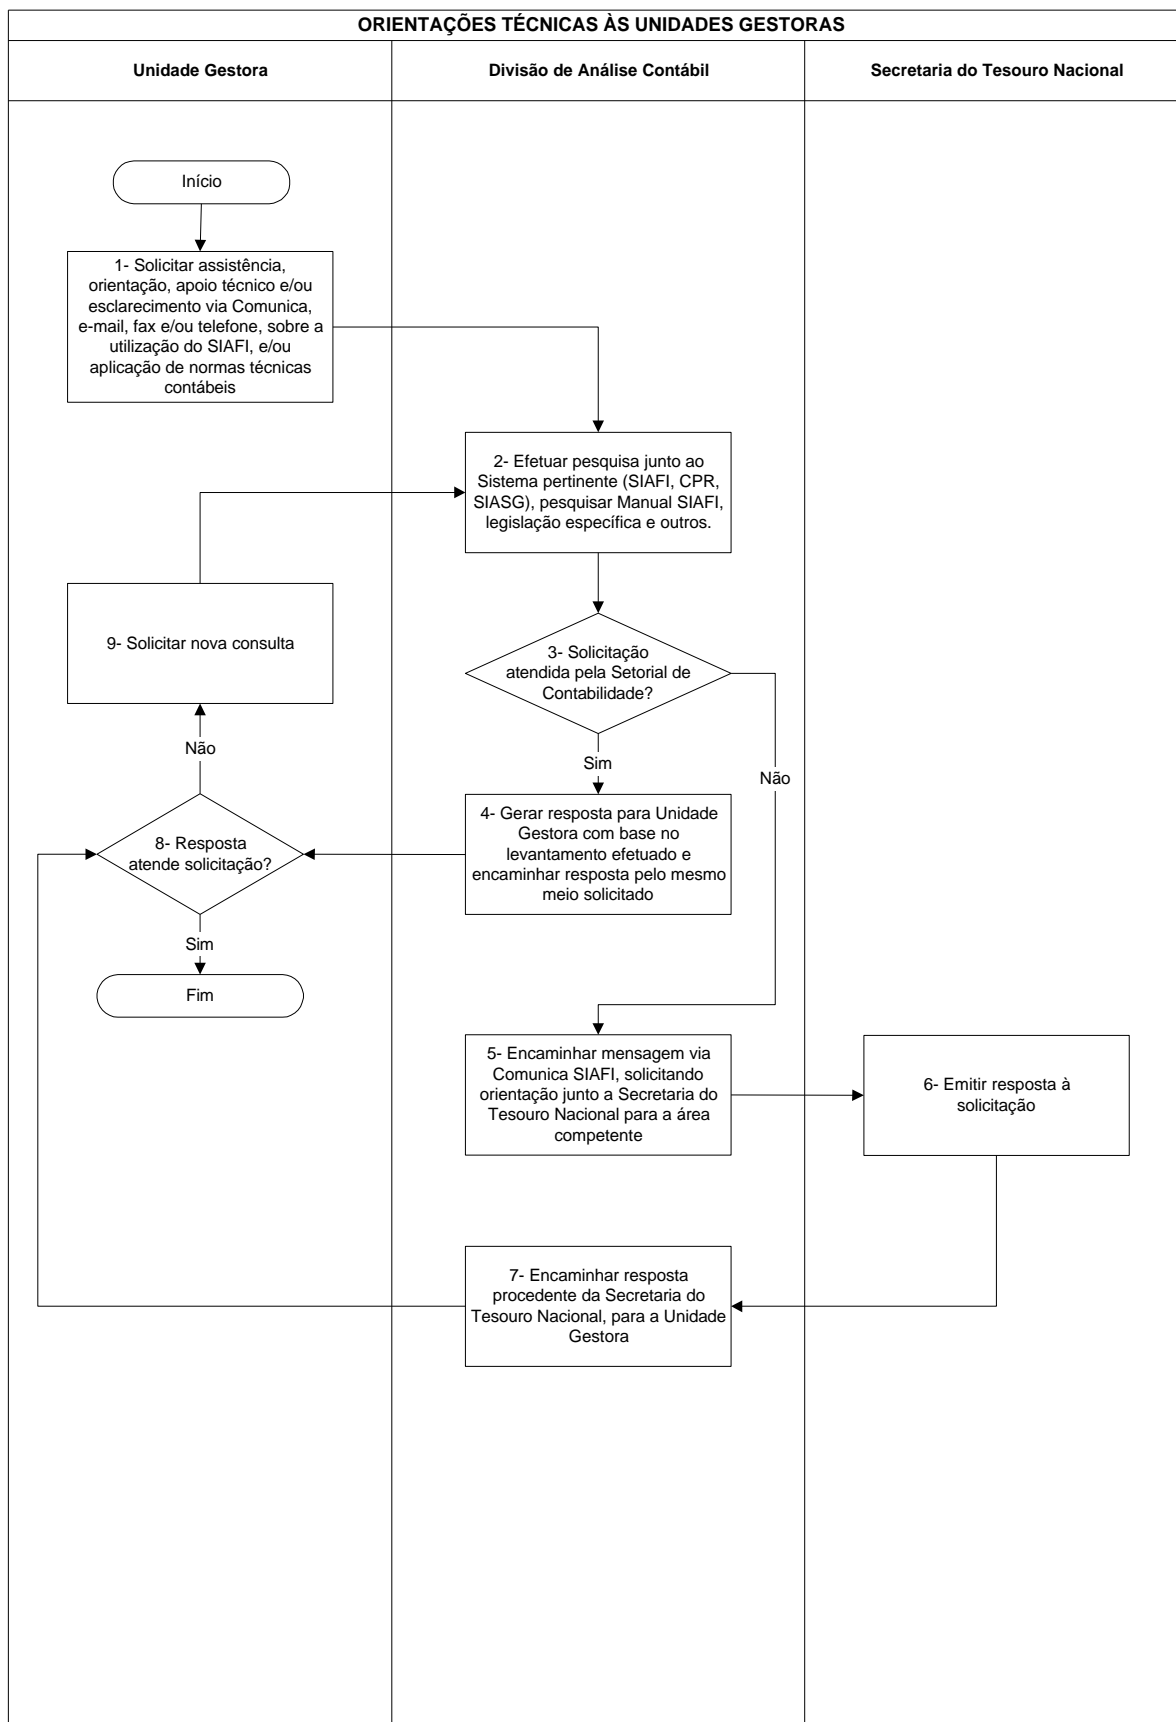 ORIENTAÇÕES TÉCNICAS ÀS UNIDADES GESTORAS
Unidade Gestora
Divisão de Análise Contábil
Secretaria do Tesouro Nacional
Início
1- Solicitar assistência,
orientação, apoio técnico e/ou
esclarecimento via Comunica,
e-mail, fax e/ou telefone, sobre a
utilização do SIAFI, e/ou
aplicação de normas técnicas
contábeis
2- Efetuar pesquisa junto ao
Sistema pertinente (SIAFI, CPR,
SIASG), pesquisar Manual SIAFI,
legislação específica e outros.
3- Solicitação
atendida pela Setorial de
Contabilidade?
Sim
Não
4- Gerar resposta para Unidade
Gestora com base no
levantamento efetuado e
encaminhar resposta pelo mesmo
meio solicitado
5- Encaminhar mensagem via
Comunica SIAFI, solicitando
orientação junto a Secretaria do
Tesouro Nacional para a área
competente
6- Emitir resposta à
solicitação
7- Encaminhar resposta
procedente da Secretaria do
Tesouro Nacional, para a Unidade
Gestora
8- Resposta
atende solicitação?
Não
9- Solicitar nova consulta
Sim
Fim